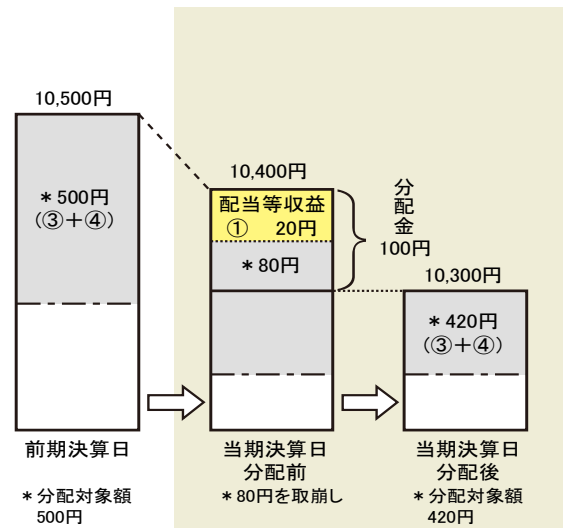 10,500円
＊500円
（③＋④）
10,400円
配当等収益
① 20円
＊80円
分配金
100円
10,300円
＊420円
（③＋④）
前期決算日
当期決算日
分配前
当期決算日
分配後
＊分配対象額
500円
＊80円を取崩し
＊分配対象額
420円